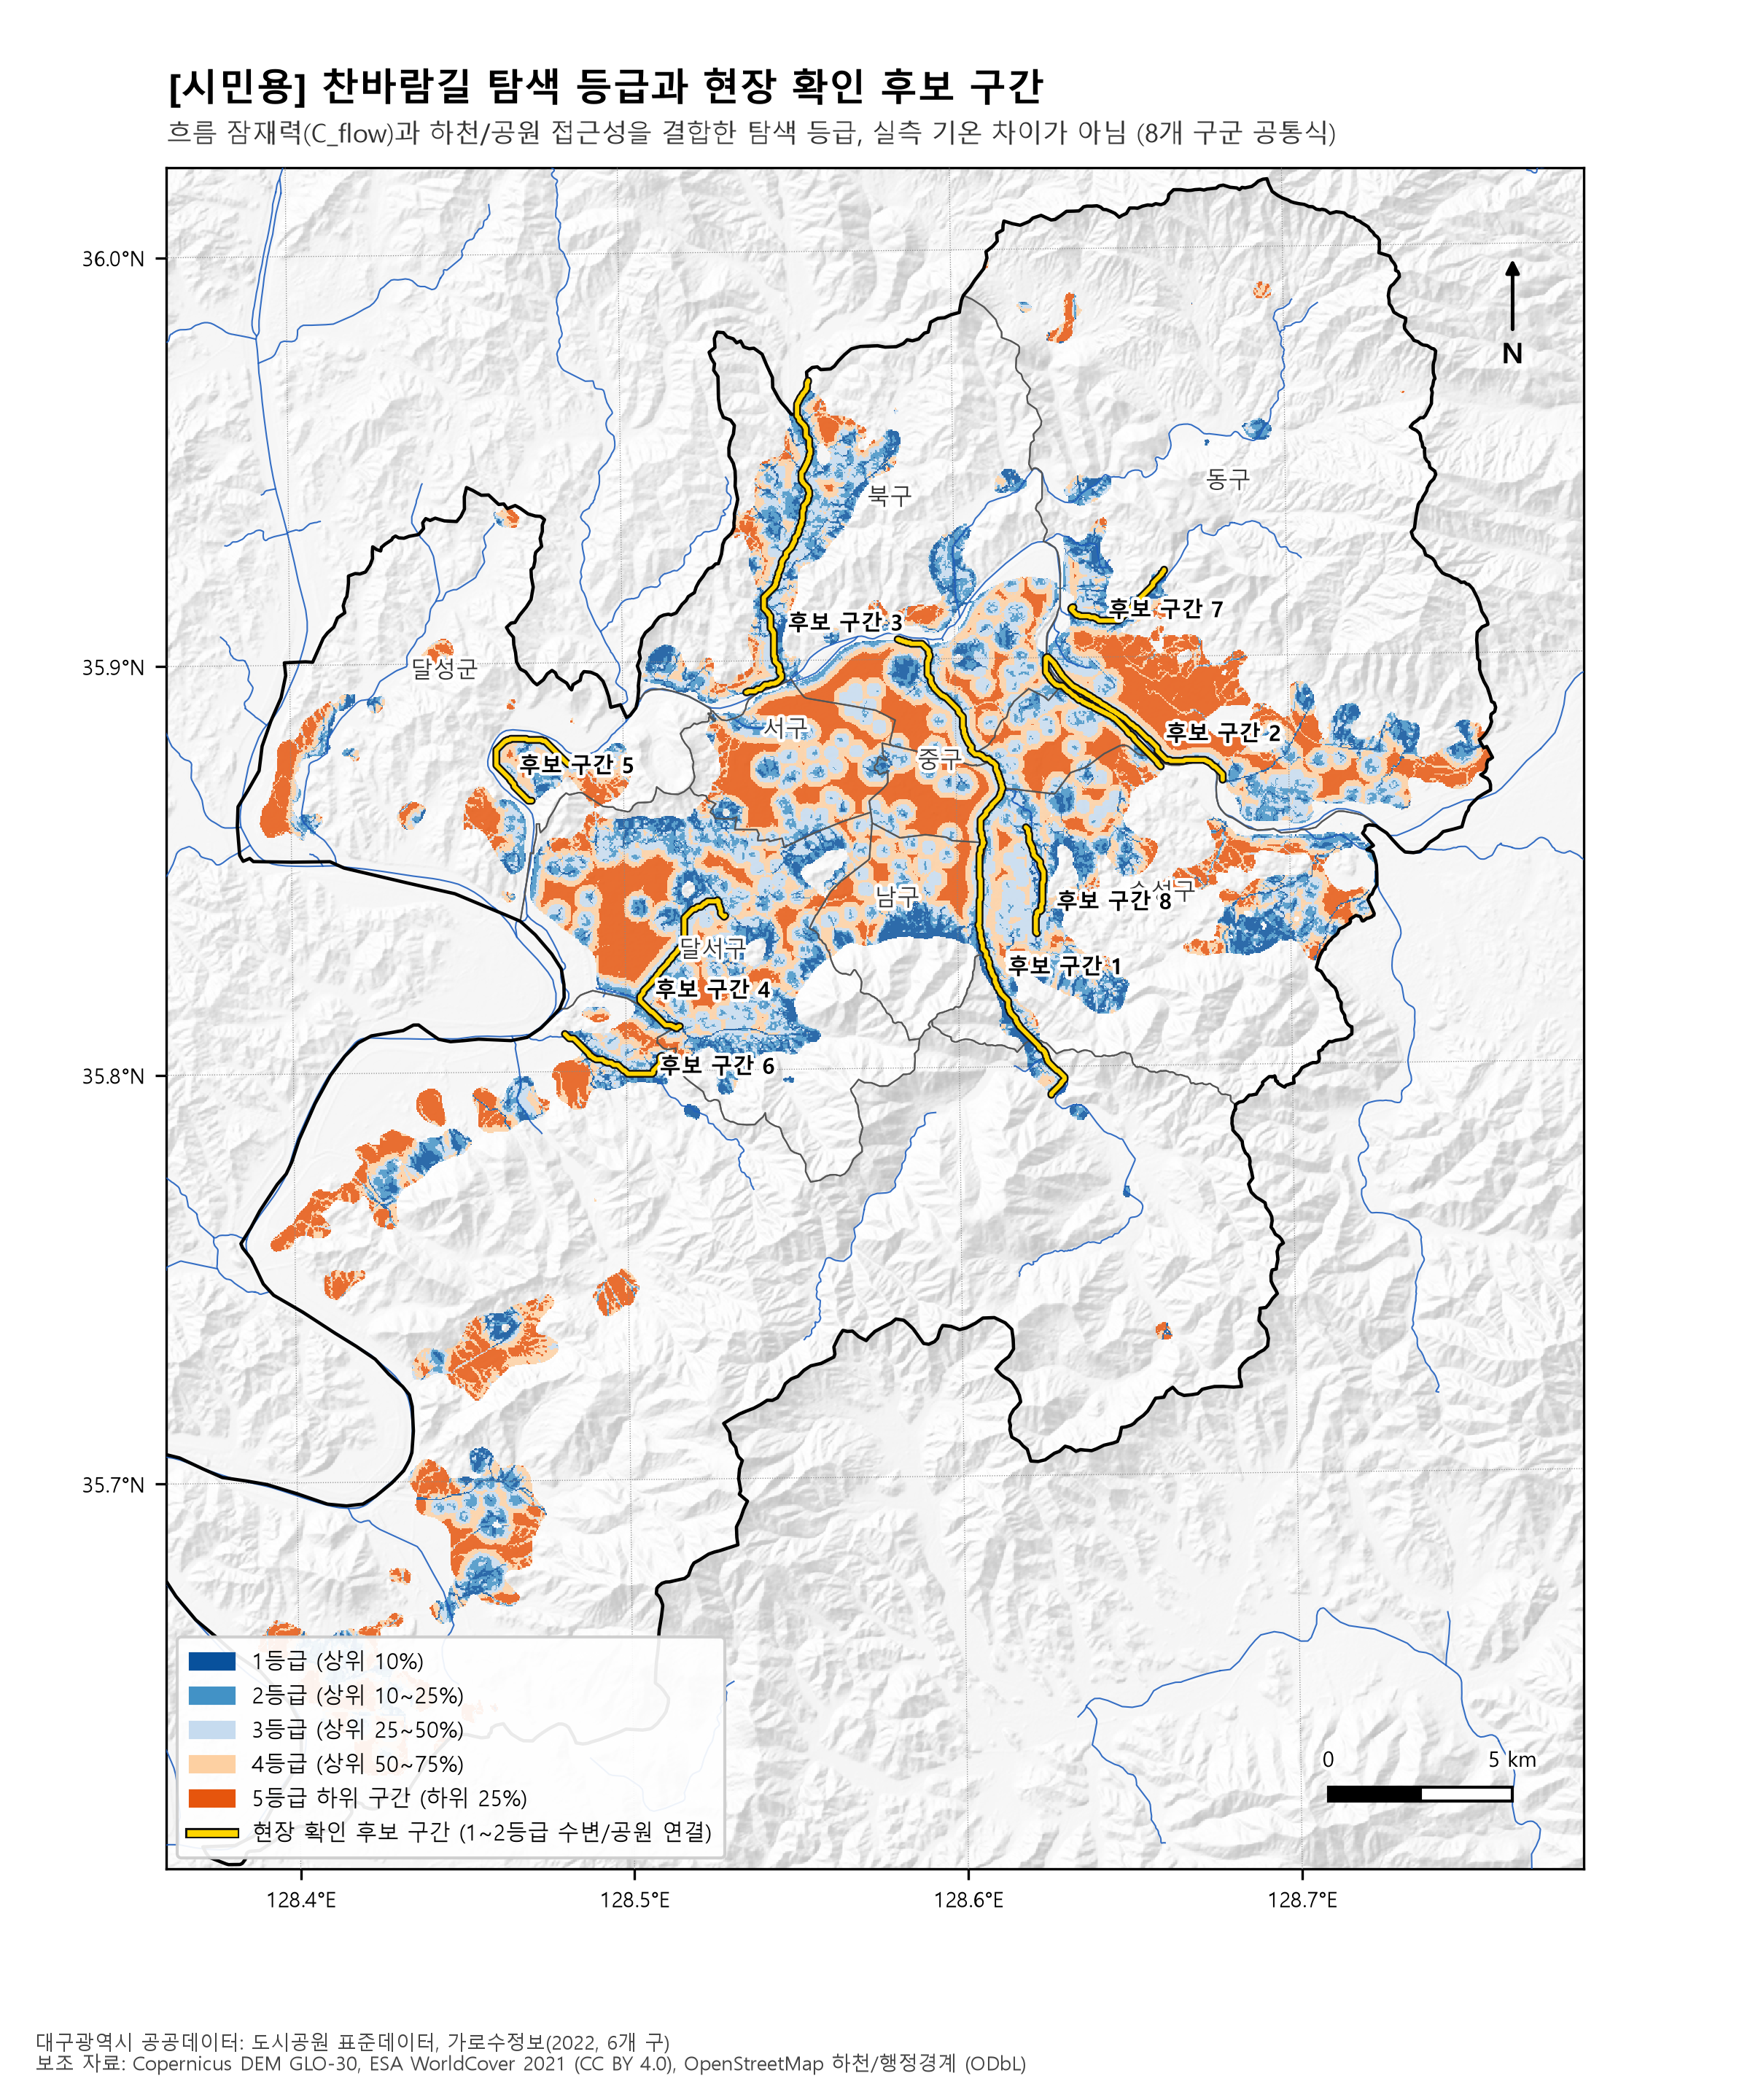 [시민용] 찬바람길 탐색 등급과 현장 확인 후보 구간
흐름 잠재력(C_flow)과 하천/공원 접근성을 결합한 탐색 등급, 실측 기온 차이가 아님 (8개 구군 공통식)
36.0°N
N
동구
북구
후보 구간 7
후보 구간 3
35.9°N
달성군
서구
후보 구간 2
중구
후보 구간 5
수성구
남구
후보 구간 8
달서구
후보 구간 1
후보 구간 4
후보 구간 6
35.8°N
35.7°N
1등급 (상위 10%)
2등급 (상위 10~25%)
3등급 (상위 25~50%)
4등급 (상위 50~75%)
5등급 하위 구간 (하위 25%)
현장 확인 후보 구간 (1~2등급 수변/공원 연결)
0 5 km
128.4°E 128.5°E 128.6°E 128.7°E
대구광역시 공공데이터: 도시공원 표준데이터, 가로수정보(2022, 6개 구)
보조 자료: Copernicus DEM GLO-30, ESA WorldCover 2021 (CC BY 4.0), OpenStreetMap 하천/행정경계 (ODbL)